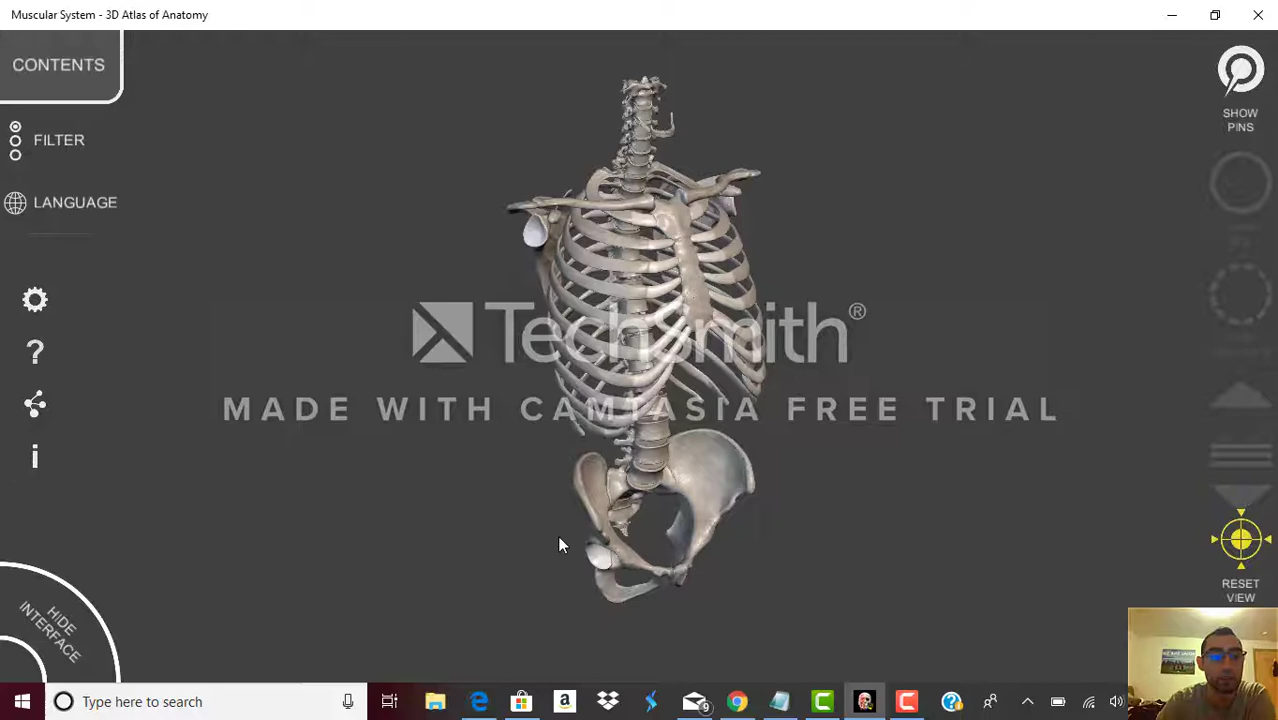 Muscular System - 3D Atlas of Anatomy
CONTENTS
FILTER
LANGUAGE
?
i
HIDE
INTERFACE
SHOW
PINS
TechSmith®
MADE WITH CAMTASIA FREE TRIAL
RESET
VIEW
Type here to search
9